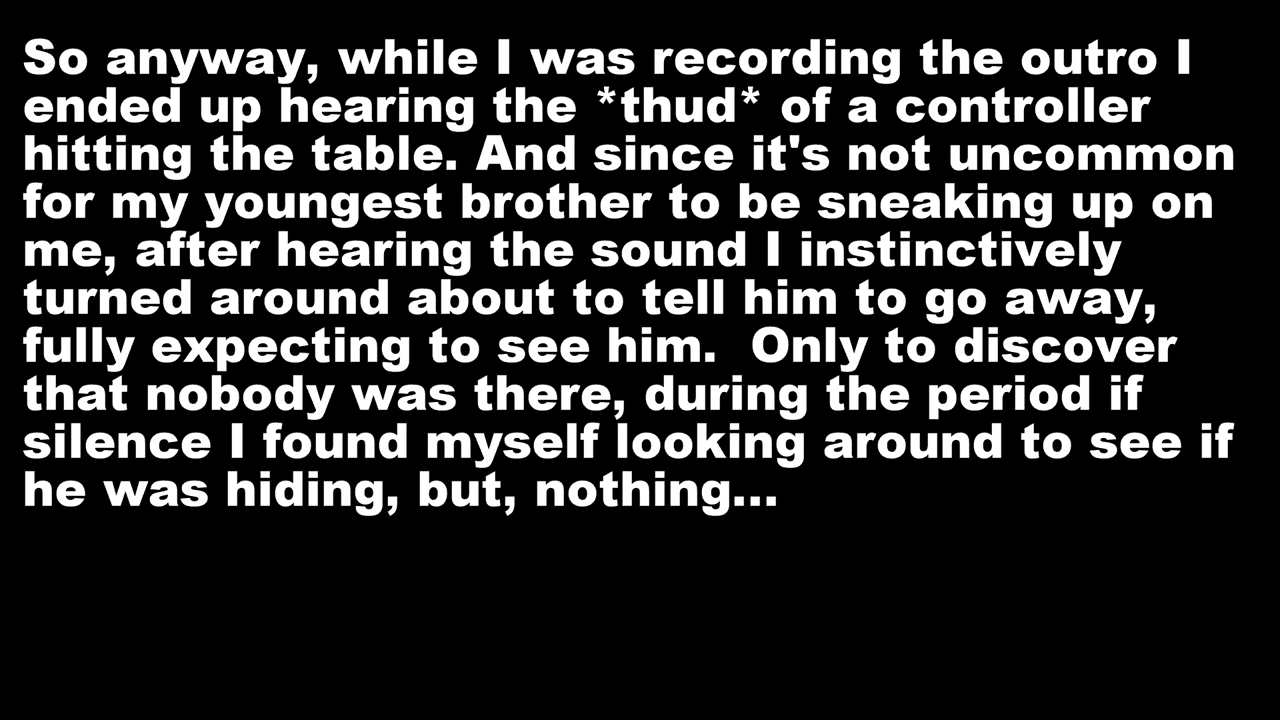 So anyway, while I was recording the outro I
ended up hearing the *thud* of a controller
hitting the table. And since it's not uncommon
for my youngest brother to be sneaking up on
me, after hearing the sound I instinctively
turned around about to tell him to go away,
fully expecting to see him.  Only to discover
that nobody was there, during the period if
silence I found myself looking around to see if
he was hiding, but, nothing...